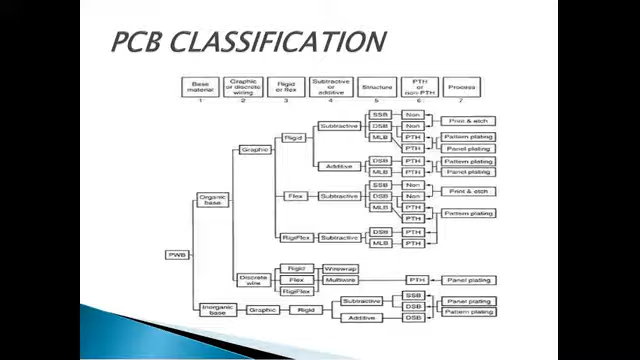 PCB CLASSIFICATION
Base material Graphic or discrete wiring Rigid or flex Subtractive or additive Structure PTH or non-PTH Process
1 2 3 4 5 6 7
SSB Non
Print & etch
Subtractive DSB Non
Rigid MLB PTH Pattern plating
Graphic PTH Panel plating
Additive DSB PTH Pattern plating
MLB PTH Panel plating
SSB Non
Print & etch
Organic base Flex Subtractive DSB Non
MLB PTH
PTH Pattern plating
RigiFlex Subtractive DSB PTH
MLB PTH
PWB
Rigid Wirewrap
Discrete wire Flex Multiwire PTH Panel plating
RigiFlex
Subtractive SSB Panel plating
Inorganic base Graphic Rigid DSB Pattern plating
Additive DSB